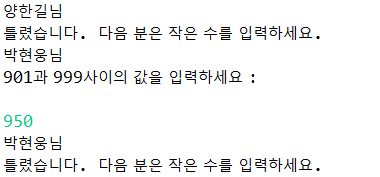 양한길님
틀렸습니다. 다음 분은 작은 수를 입력하세요.
박현웅님
901과 999사이의 값을 입력하세요 :
950
박현웅님
틀렸습니다. 다음 분은 작은 수를 입력하세요.